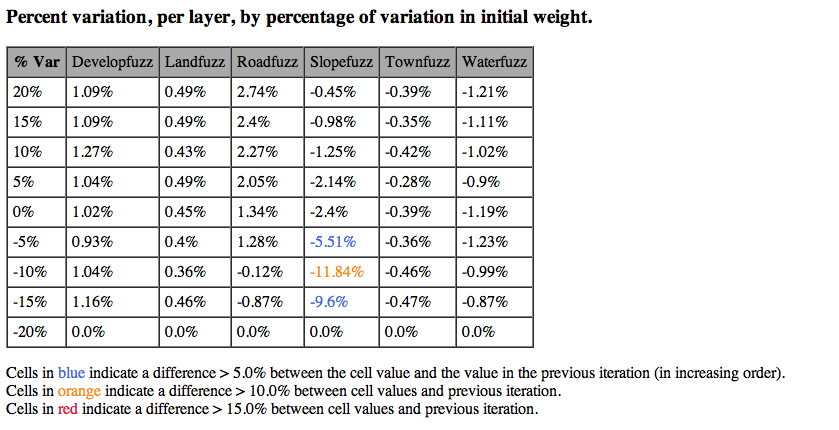 Percent variation, per layer, by percentage of variation in initial weight.
% Var Developfuzz Landfuzz Roadfuzz Slopefuzz Townfuzz Waterfuzz
20% 1.09% 0.49% 2.74% -0.45% -0.39% -1.21%
15% 1.09% 0.49% 2.4% -0.98% -0.35% -1.11%
10% 1.27% 0.43% 2.27% -1.25% -0.42% -1.02%
5% 1.04% 0.49% 2.05% -2.14% -0.28% -0.9%
0% 1.02% 0.45% 1.34% -2.4% -0.39% -1.19%
-5% 0.93% 0.4% 1.28% -5.51% -0.36% -1.23%
-10% 1.04% 0.36% -0.12% -11.84% -0.46% -0.99%
-15% 1.16% 0.46% -0.87% -9.6% -0.47% -0.87%
-20% 0.0% 0.0% 0.0% 0.0% 0.0% 0.0%
Cells in blue indicate a difference > 5.0% between the cell value and the value in the previous iteration (in increasing order).
Cells in orange indicate a difference > 10.0% between cell values and previous iteration.
Cells in red indicate a difference > 15.0% between cell values and previous iteration.